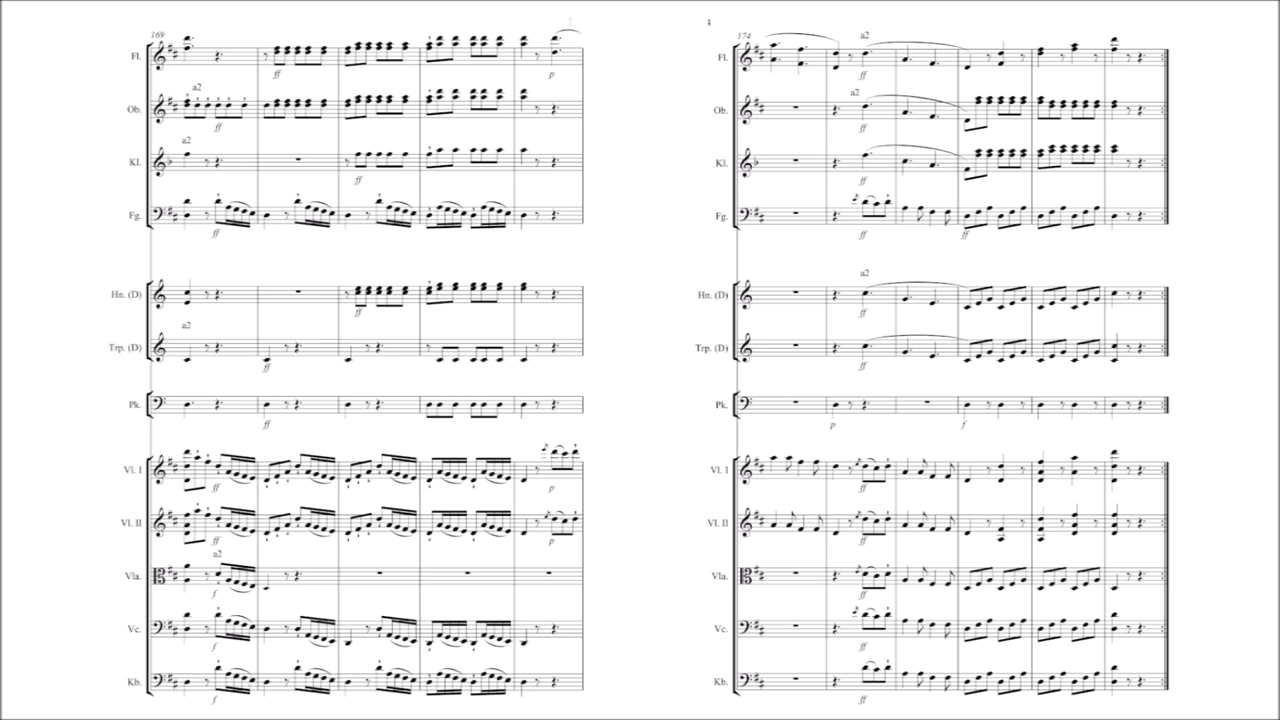 169
Fl.
ff
p
a2
Ob.
ff
a2
Kl.
ff
Fg.
ff
Hn. (D)
ff
a2
Trp. (D)
ff
Pk.
ff
Vl. I
ff
p
Vl. II
ff
p
a2
Vla.
f
Vc.
f
Kb.
f
174
a2
Fl.
ff
a2
Ob.
ff
Kl.
ff
Fg.
ff
ff
a2
Hn. (D)
ff
Trp. (D)
ff
Pk.
p
f
Vl. I
ff
Vl. II
ff
Vla.
ff
Vc.
ff
Kb.
ff